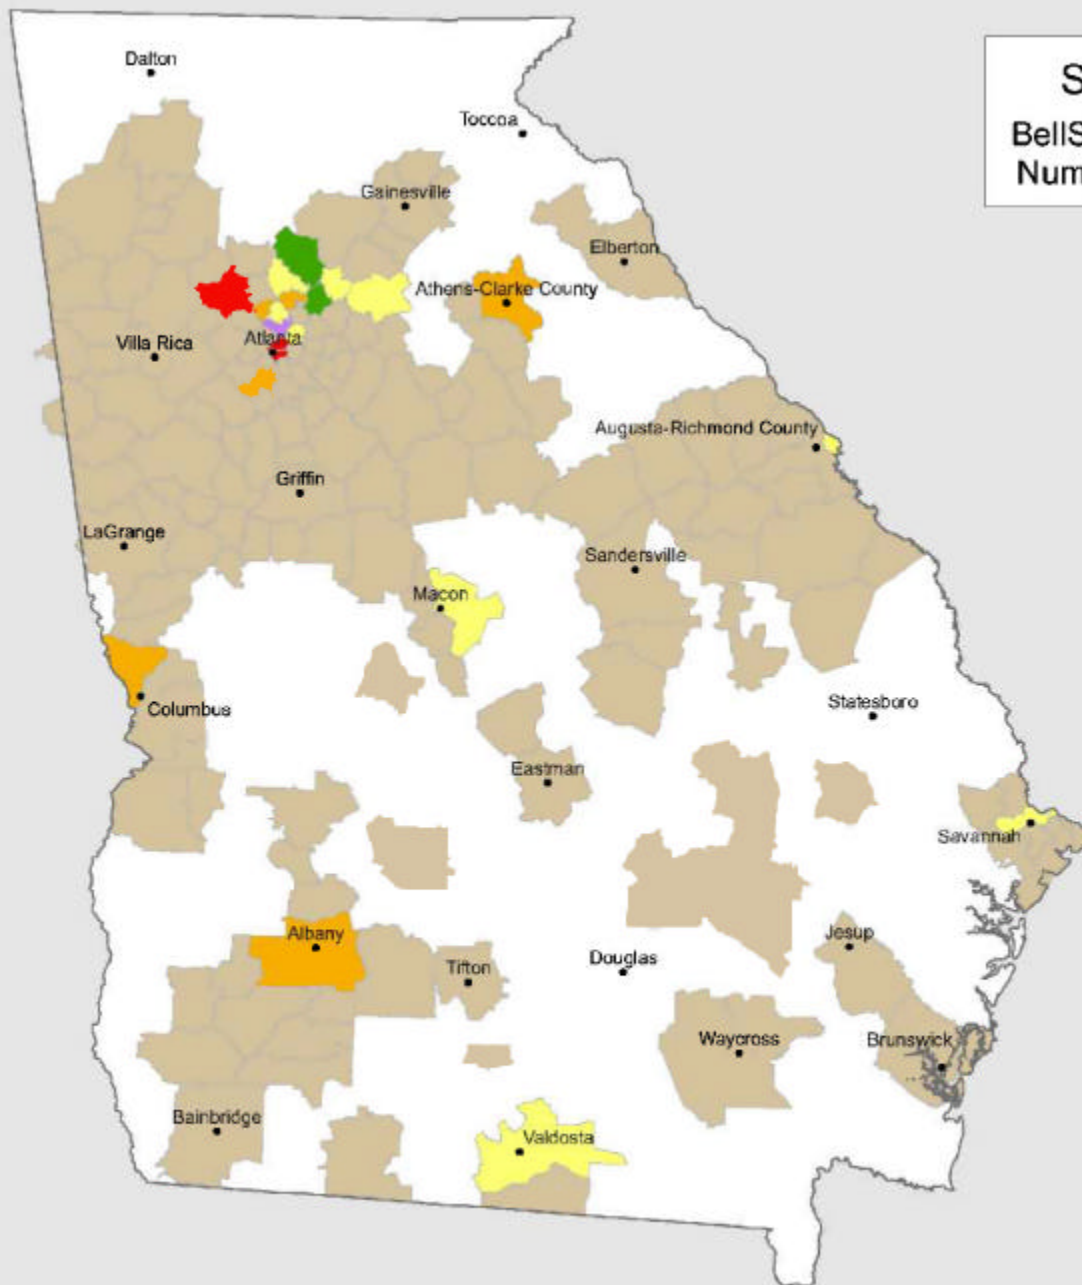 Dalton
S
Toccoa
BellS
Num
Gainesville
Elberton
Athens-Clarke County
Villa Rica
Atlanta
Augusta-Richmond County
Griffin
LaGrange
Sandersville
Macon
Columbus
Statesboro
Eastman
Savannah
Albany
Jesup
Tifton
Douglas
Waycross
Brunswick
Bainbridge
Valdosta